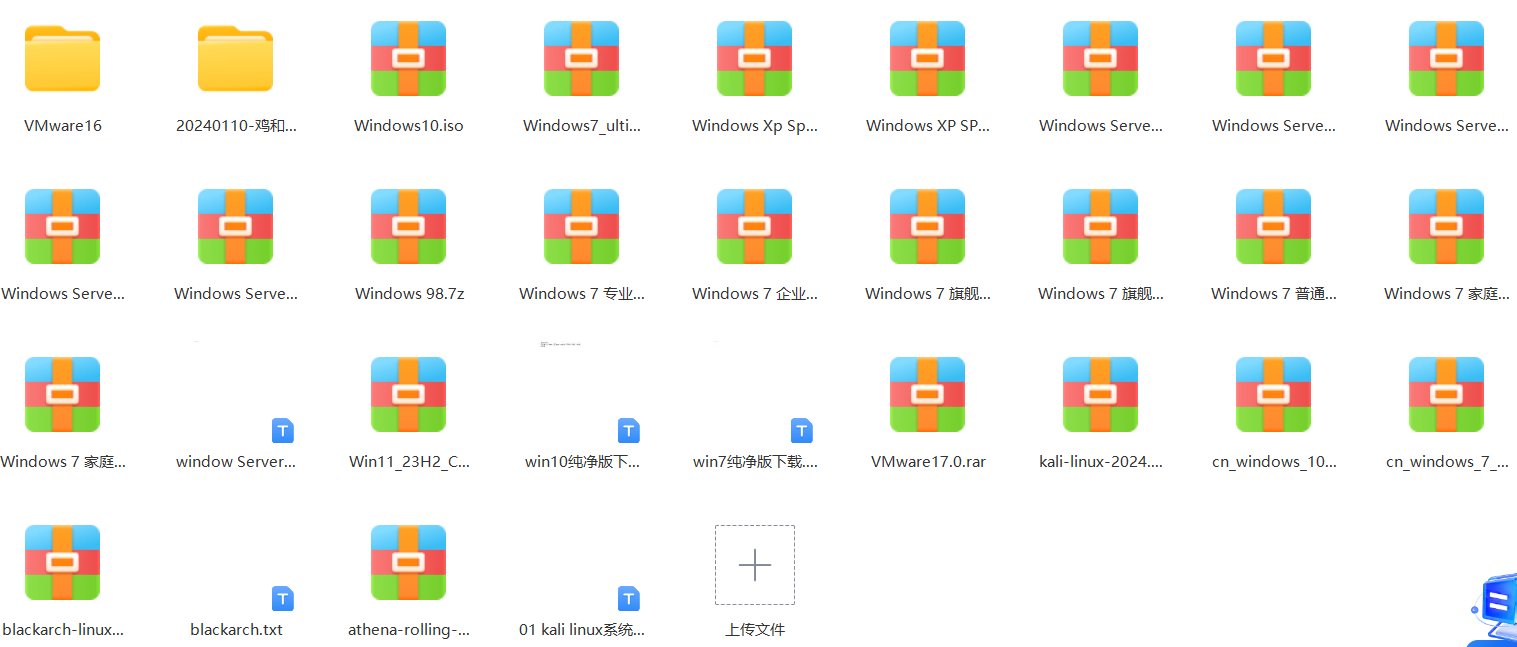 VMware16
20240110-鸡和...
Windows10.iso
Windows7_ulti...
Windows Xp Sp...
Windows XP SP...
Windows Serve...
Windows Serve...
Windows Serve...
Windows Serve...
Windows Serve...
Windows 98.7z
Windows 7 专业...
Windows 7 企业...
Windows 7 旗舰...
Windows 7 旗舰...
Windows 7 普通...
Windows 7 家庭...
Windows 7 家庭...
window Server...
Win11_23H2_C...
win10纯净版下...
win7纯净版下载....
VMware17.0.rar
kali-linux-2024....
cn_windows_10...
cn_windows_7_...
blackarch-linux...
blackarch.txt
athena-rolling-...
01 kali linux系统...
上传文件